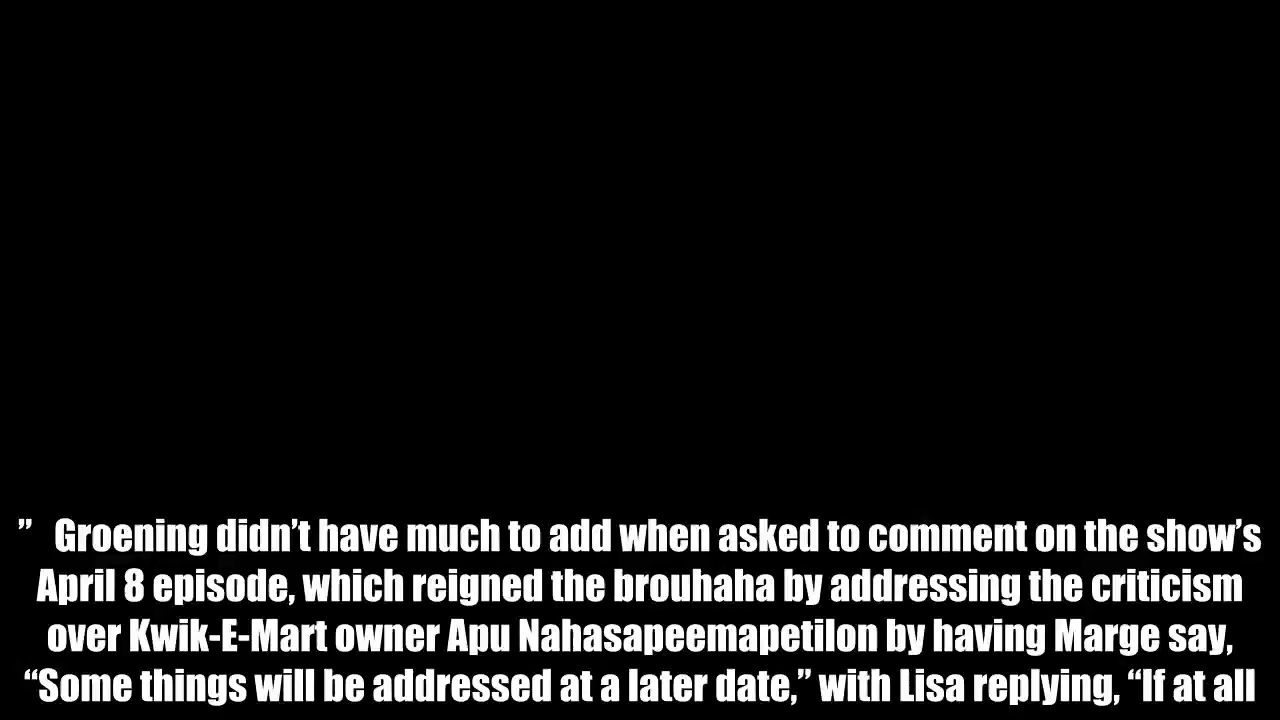 ”   Groening didn’t have much to add when asked to comment on the show’s
April 8 episode, which reigned the brouhaha by addressing the criticism
over Kwik-E-Mart owner Apu Nahasapeemapetilon by having Marge say,
“Some things will be addressed at a later date,” with Lisa replying, “If at all